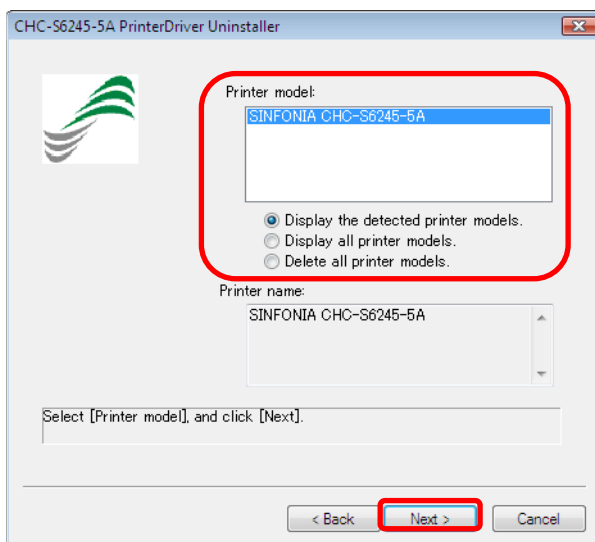 CHC-S6245-5A PrinterDriver Uninstaller
Printer model:
SINFONIA CHC-S6245-5A
Display the detected printer models.
Display all printer models.
Delete all printer models.
Printer name:
SINFONIA CHC-S6245-5A
Select [Printer model], and click [Next].
< Back Next > Cancel